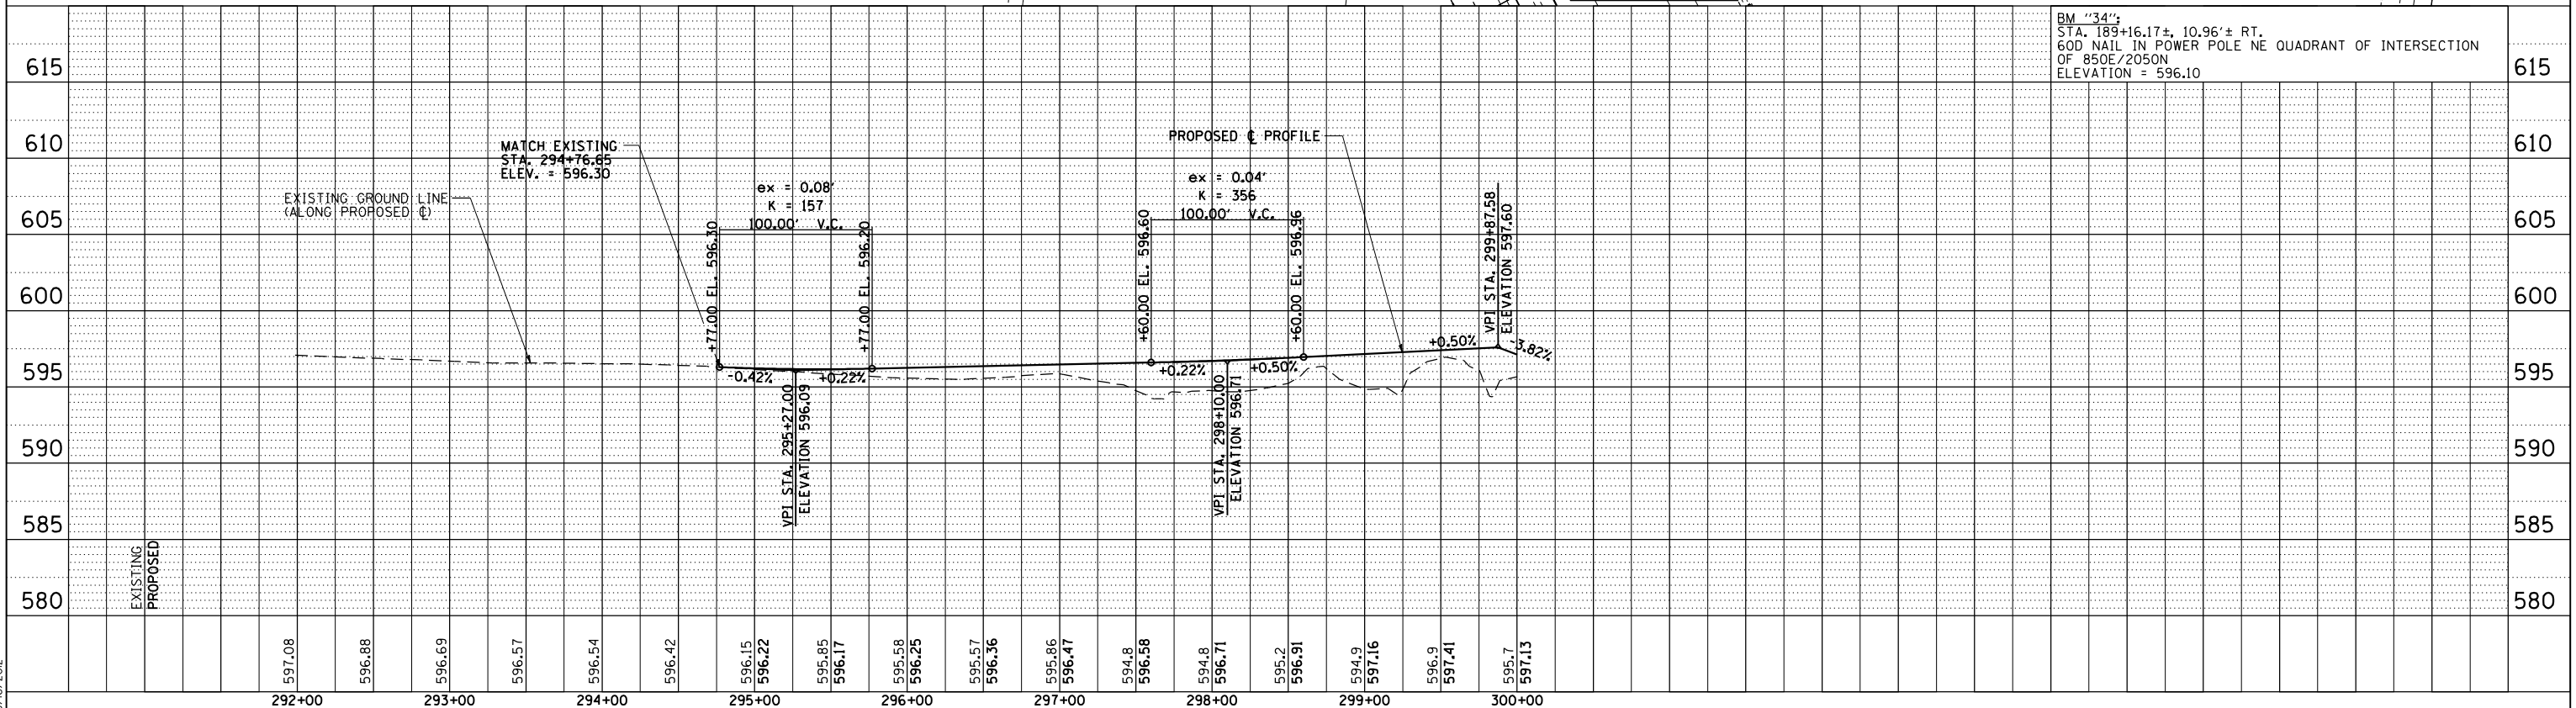 BM "34":
STA. 189+16.17±, 10.96'± RT.
60D NAIL IN POWER POLE NE QUADRANT OF INTERSECTION
OF 850E/2050N
ELEVATION = 596.10
615
615
610
610
605
605
600
600
595
595
590
590
585
585
580
580
MATCH EXISTING
STA. 294+76.65
ELEV. = 596.30
EXISTING GROUND LINE
(ALONG PROPOSED ℄)
ex = 0.08'
K = 157
100.00' V.C.
+77.00 EL. 596.30
+77.00 EL. 596.20
-0.42%
+0.22%
VPI STA. 295+27.00
ELEVATION 596.09
PROPOSED ℄ PROFILE
ex = 0.04'
K = 356
100.00' V.C.
+60.00 EL. 596.60
+60.00 EL. 596.96
+0.22%
+0.50%
VPI STA. 298+10.00
ELEVATION 596.71
VPI STA. 299+87.58
ELEVATION 597.60
+0.50%
-3.82%
EXISTING
PROPOSED
597.08
596.88
596.69
596.57
596.54
596.42
596.15
596.22
595.85
596.17
595.58
596.25
595.57
596.36
595.86
596.47
594.8
596.58
594.8
596.71
595.2
596.91
594.9
597.16
596.9
597.41
595.7
597.13
292+00
293+00
294+00
295+00
296+00
297+00
298+00
299+00
300+00